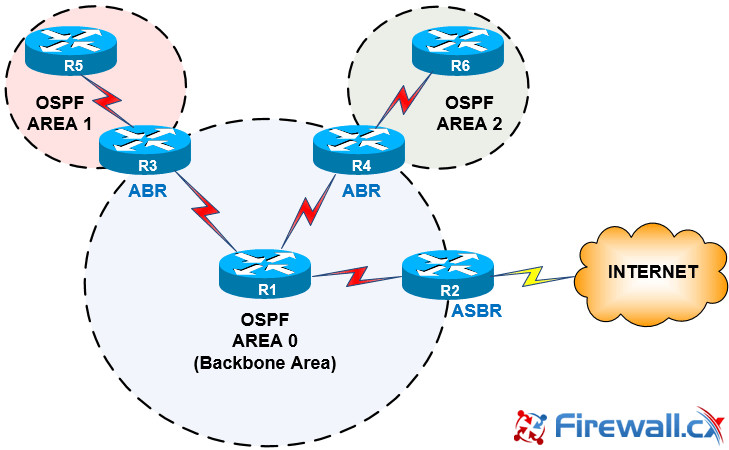 R5
OSPF
AREA 1
R3
ABR
R6
OSPF
AREA 2
R4
ABR
R1
OSPF
AREA 0
(Backbone Area)
R2
ASBR
INTERNET
Firewall.cx